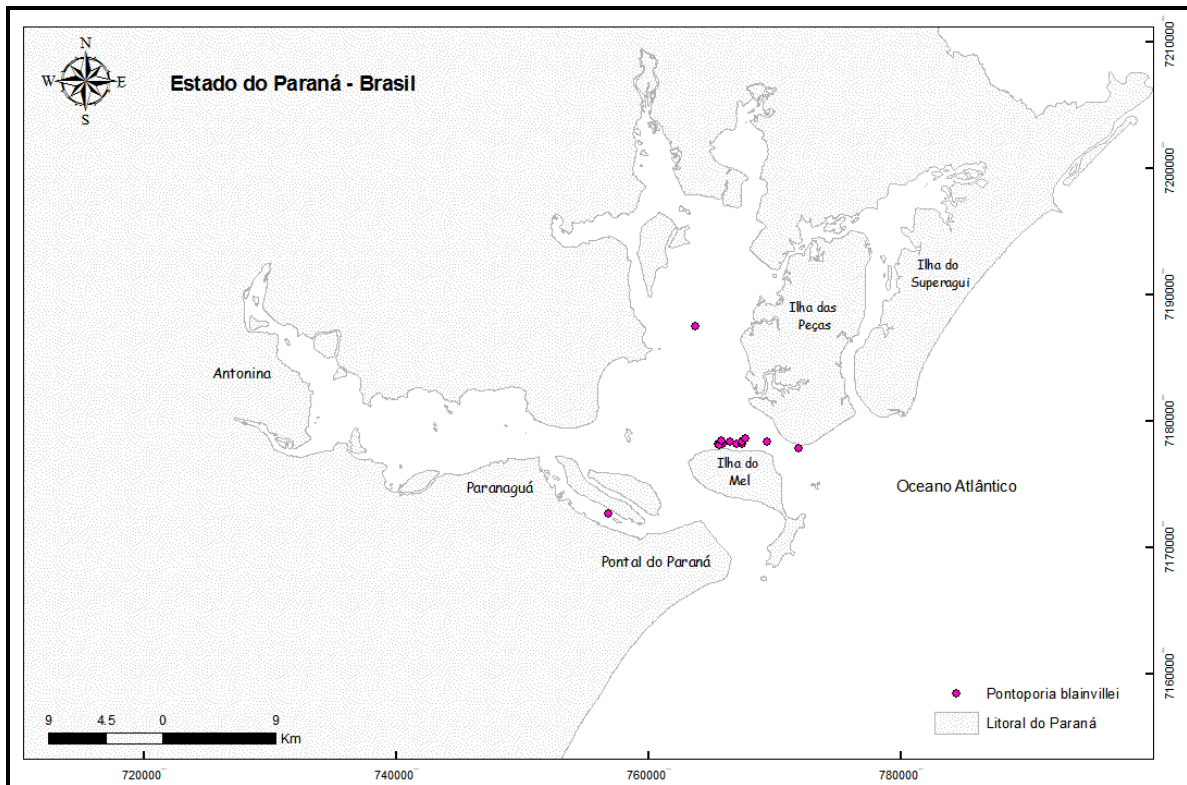 N
W E
S
Estado do Paraná - Brasil
Ilha do
Superagui
Ilha das
Peças
Antonina
Paranaguá
Ilha do
Mel
Oceano Atlântico
Pontal do Paraná
Pontoporia blainvillei
Litoral do Paraná
9 4.5 0 9
Km
720000 740000 760000 780000
7210000
7200000
7190000
7180000
7170000
7160000